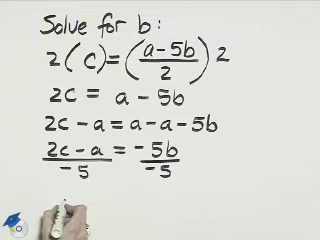 Solve for b:
2(c)=(a-5b/2)2
2c = a - 5b
2c - a = a - a - 5b
2c - a/-5 = -5b/-5